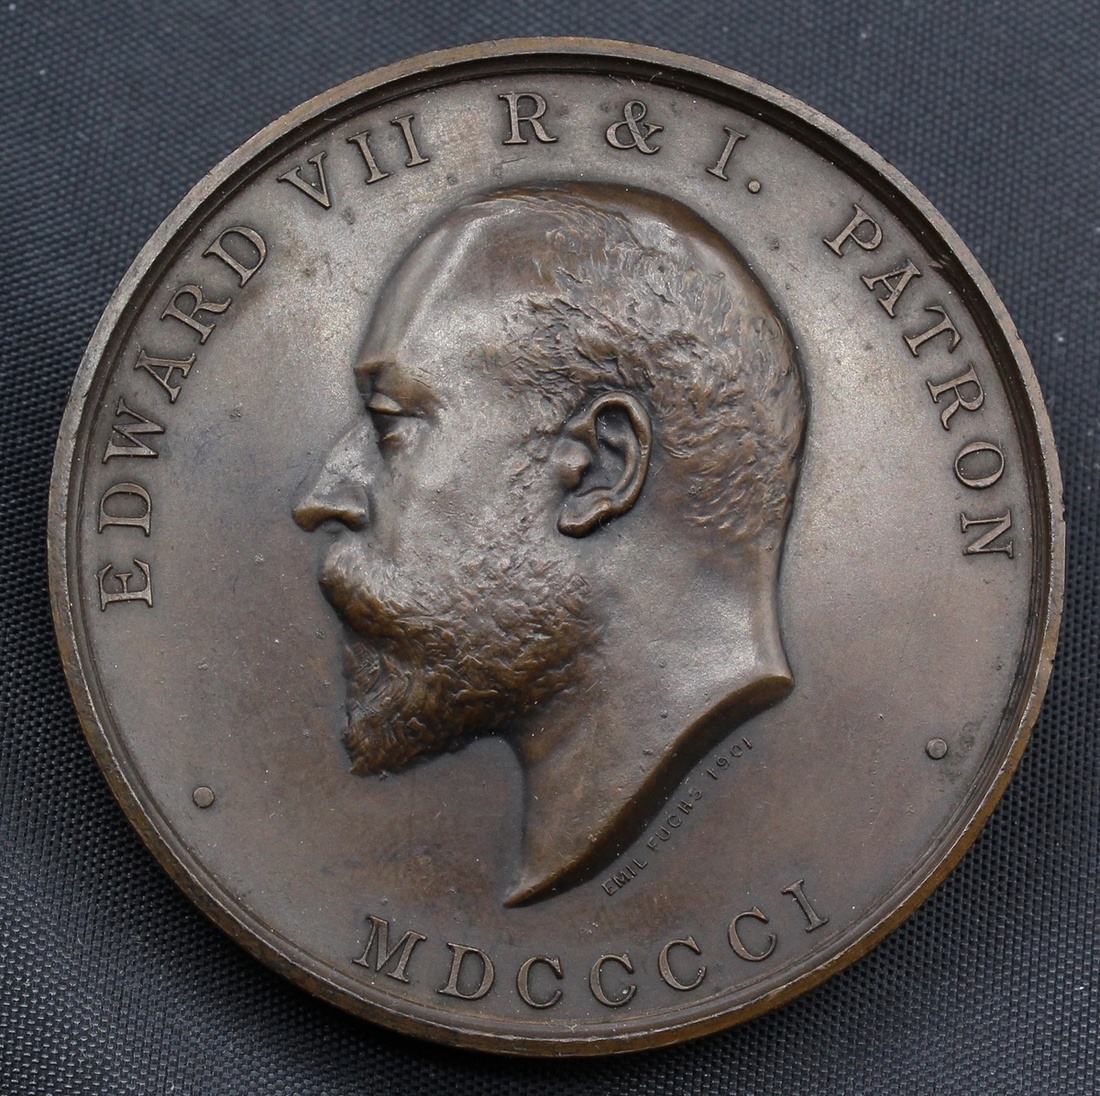 EDWARD VII R & I. PATRON
EMIL FUCHS 1901
MDCCCCI